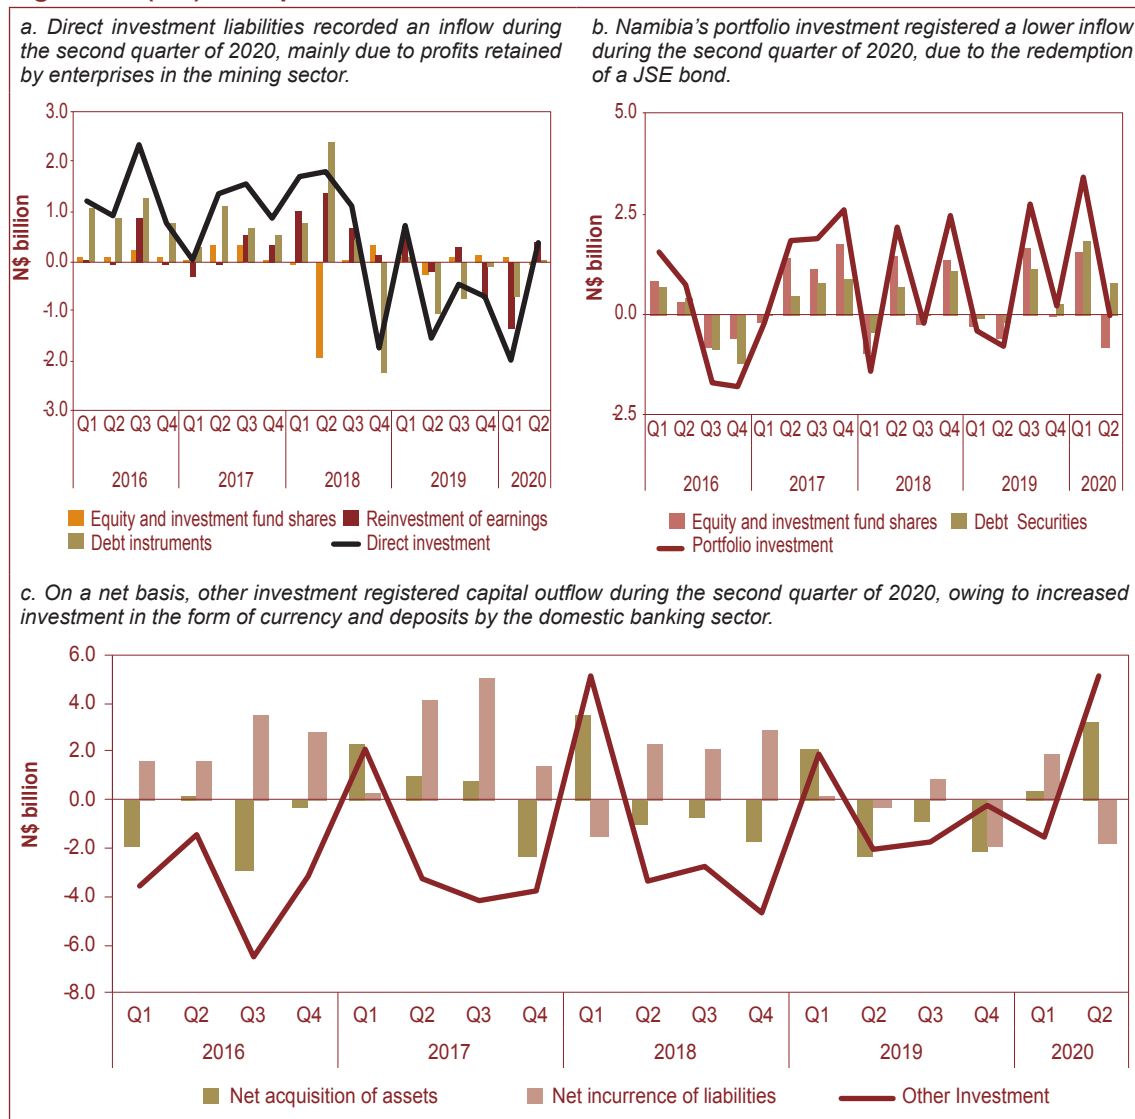 a. Direct investment liabilities recorded an inflow during
the second quarter of 2020, mainly due to profits retained
by enterprises in the mining sector.
3.0
2.0
1.0
0.0
-1.0
-2.0
-3.0
N$ billion
Q1 Q2 Q3 Q4 Q1 Q2 Q3 Q4 Q1 Q2 Q3 Q4 Q1 Q2 Q3 Q4 Q1 Q2
2016 2017 2018 2019 2020
Equity and investment fund shares Reinvestment of earnings
Debt instruments Direct investment
b. Namibia's portfolio investment registered a lower inflow
during the second quarter of 2020, due to the redemption
of a JSE bond.
5.0
2.5
0.0
-2.5
N$ billion
Q1 Q2 Q3 Q4 Q1 Q2 Q3 Q4 Q1 Q2 Q3 Q4 Q1 Q2 Q3 Q4 Q1 Q2
2016 2017 2018 2019 2020
Equity and investment fund shares Debt Securities
Portfolio investment
c. On a net basis, other investment registered capital outflow during the second quarter of 2020, owing to increased
investment in the form of currency and deposits by the domestic banking sector.
6.0
4.0
2.0
0.0
-2.0
-4.0
-6.0
-8.0
N$ billion
Q1 Q2 Q3 Q4 Q1 Q2 Q3 Q4 Q1 Q2 Q3 Q4 Q1 Q2 Q3 Q4 Q1 Q2
2016 2017 2018 2019 2020
Net acquisition of assets Net incurrence of liabilities Other Investment